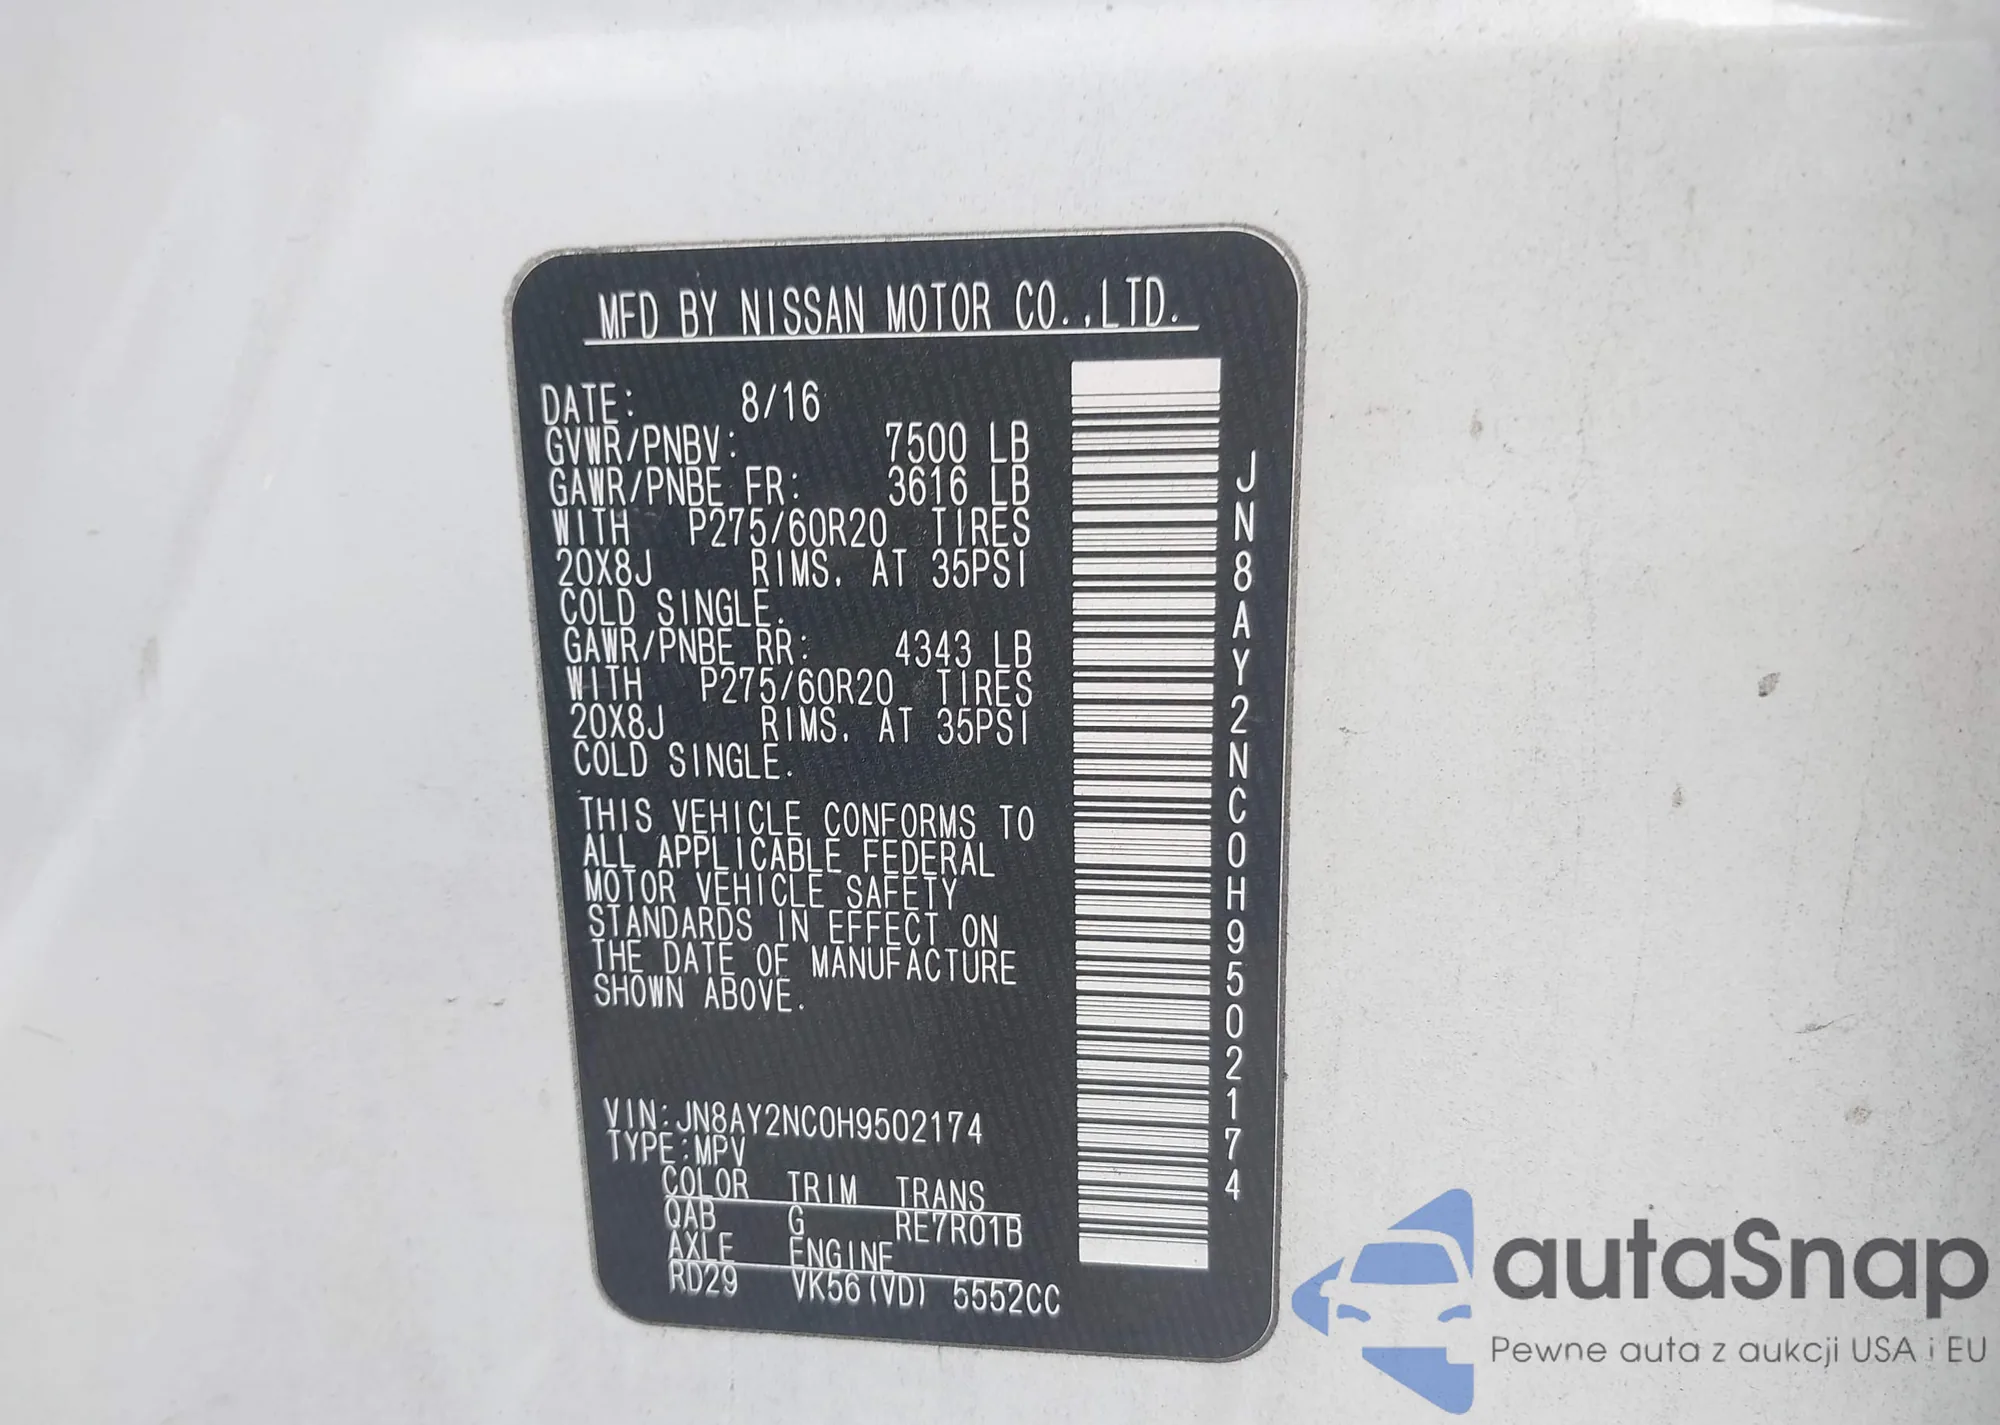 MFD BY NISSAN MOTOR CO.,LTD.
DATE: 8/16
GVWR/PNBV: 7500 LB
GAWR/PNBE FR: 3616 LB
WITH P275/60R20 TIRES
20X8J RIMS. AT 35PSI
COLD SINGLE.
GAWR/PNBE RR: 4343 LB
WITH P275/60R20 TIRES
20X8J RIMS. AT 35PSI
COLD SINGLE.
THIS VEHICLE CONFORMS TO
ALL APPLICABLE FEDERAL
MOTOR VEHICLE SAFETY
STANDARDS IN EFFECT ON
THE DATE OF MANUFACTURE
SHOWN ABOVE.
VIN:JN8AY2NC0H9502174
TYPE:MPV
COLOR TRIM TRANS
QAB G RE7R01B
AXLE ENGINE
RD29 VK56(VD) 5552CC
JN8AY2NC0H9502174
autaSnap
Pewne auta z aukcji USA i EU